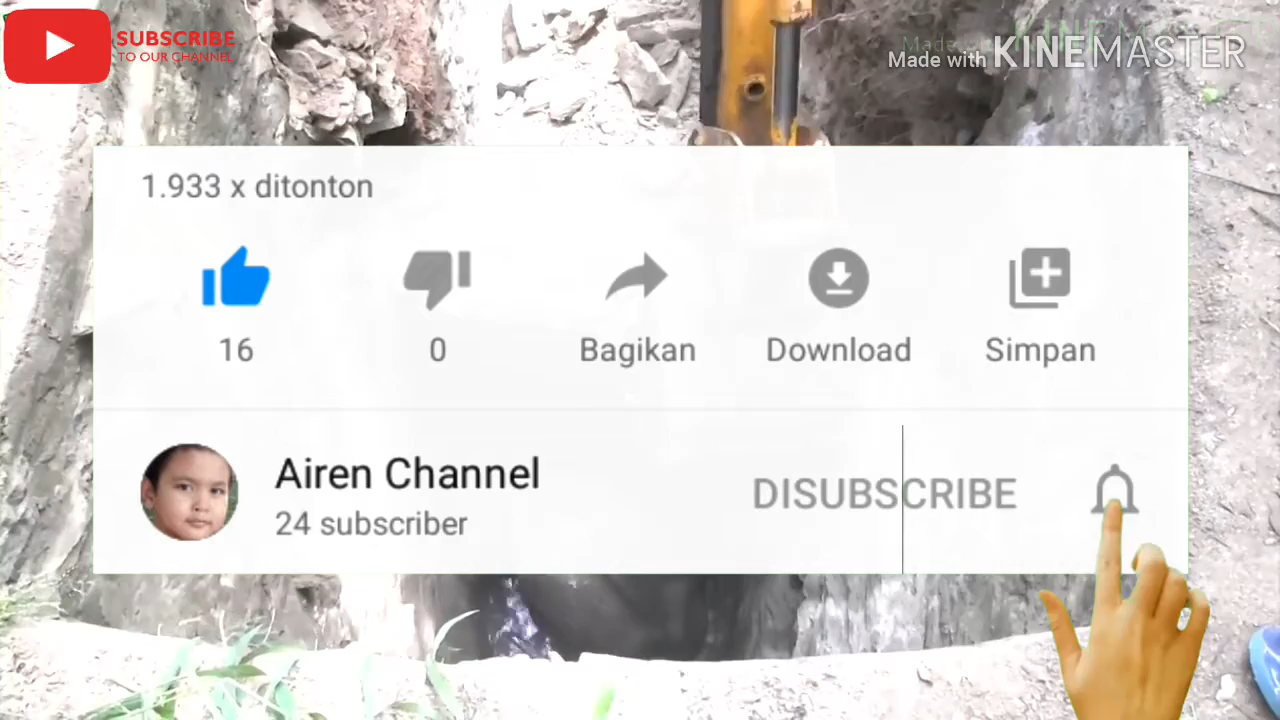 SUBSCRIBE
TO OUR CHANNEL
Made with KINEMASTER
1.933 x ditonton
16
0
Bagikan
Download
Simpan
Airen Channel
DISUBSCRIBE
24 subscriber